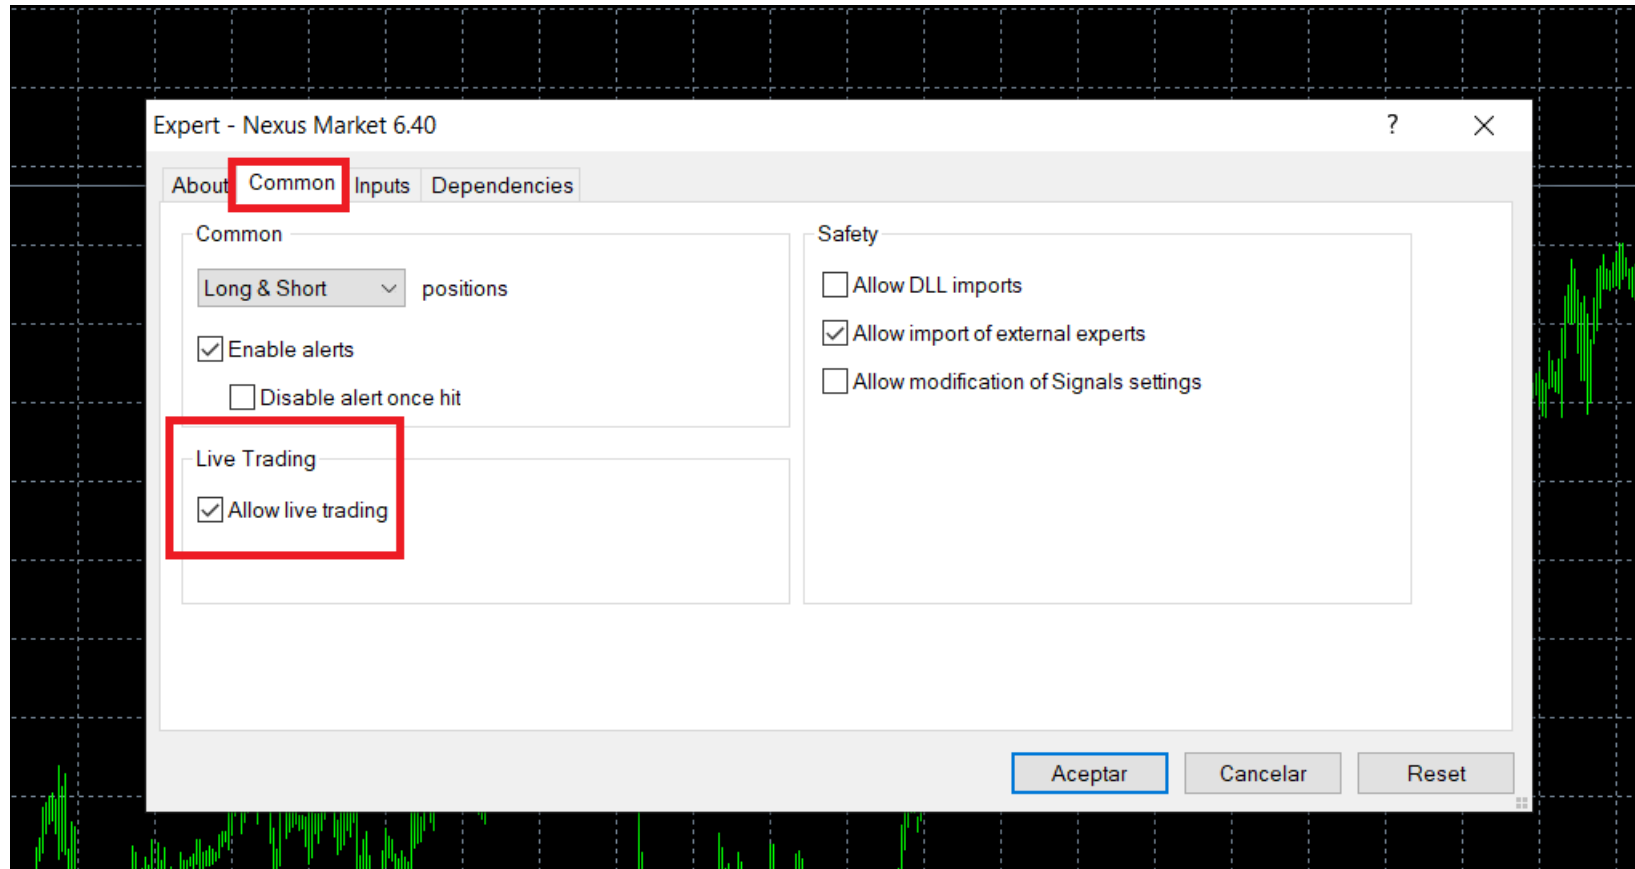 Expert - Nexus Market 6.40
?
About Common Inputs Dependencies
Common
Long & Short positions
Enable alerts
Disable alert once hit
Live Trading
Allow live trading
Safety
Allow DLL imports
Allow import of external experts
Allow modification of Signals settings
Aceptar Cancelar Reset